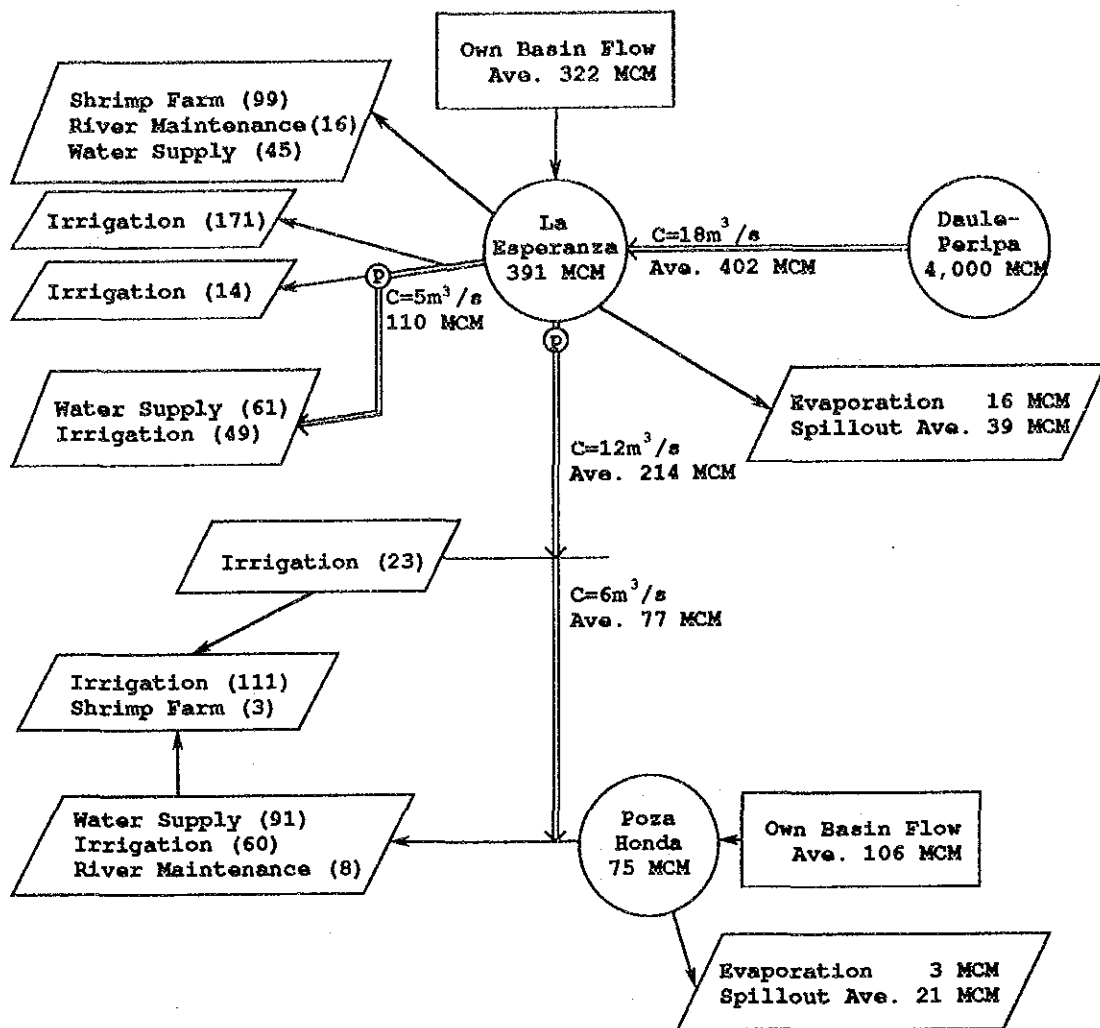 Own Basin Flow
Ave. 322 MCM
Shrimp Farm (99)
River Maintenance(16)
Water Supply (45)
Irrigation (171)
Irrigation (14)
P
C=5m³/s
110 MCM
Water Supply (61)
Irrigation (49)
La
Esperanza
391 MCM
C=18m³/s
Ave. 402 MCM
Daule-
Peripa
4,000 MCM
P
Evaporation 16 MCM
Spillout Ave. 39 MCM
C=12m³/s
Ave. 214 MCM
Irrigation (23)
C=6m³/s
Ave. 77 MCM
Irrigation (111)
Shrimp Farm (3)
Water Supply (91)
Irrigation (60)
River Maintenance (8)
Poza
Honda
75 MCM
Own Basin Flow
Ave. 106 MCM
Evaporation 3 MCM
Spillout Ave. 21 MCM